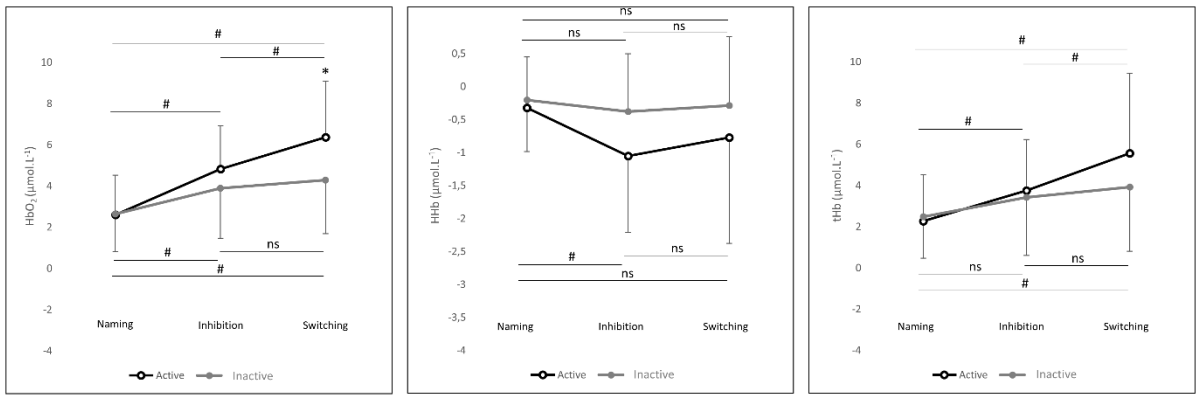 #
#
10
*
8
#
6
4
2
ns
#
0
#
-2
Naming Inhibition Switching
-4
HbO2 (μmol.L-1)
Active Inactive
ns
ns ns
0,5
0
-0,5
-1
-1,5
-2
-2,5
ns
#
ns
-3
Naming Inhibition Switching
-3,5
-4
HHb (μmol.L-1)
Active Inactive
#
#
10
8
#
6
4
2
ns ns
0
#
-2
Naming Inhibition Switching
-4
tHb (μmol.L-1)
Active Inactive